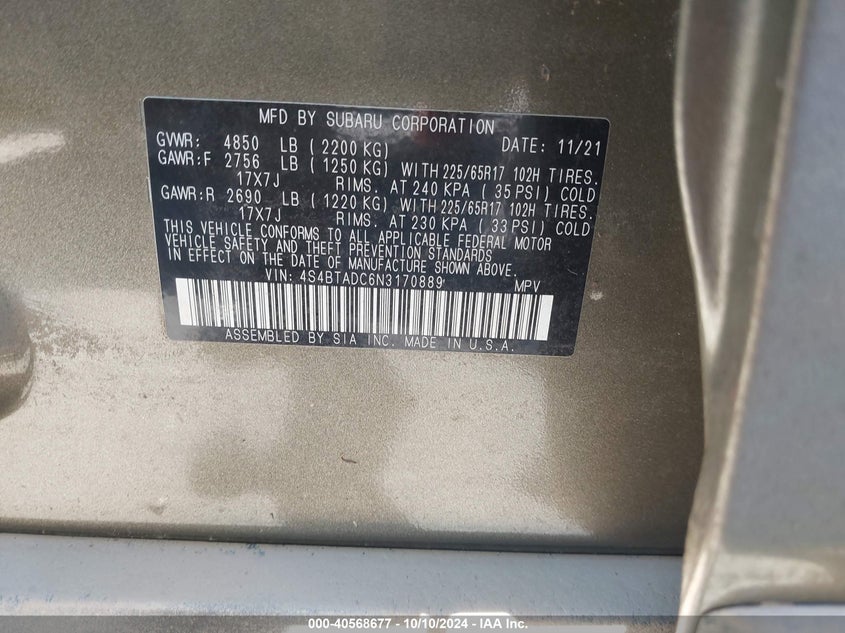 MFD BY SUBARU CORPORATION DATE: 11/21
GVWR: 4850 LB (2200 KG)
GAWR:F 2756 LB (1250 KG) WITH 225/65R17 102H TIRES.
17X7J RIMS. AT 240 KPA (35 PSI) COLD
GAWR:R 2690 LB (1220 KG) WITH 225/65R17 102H TIRES.
17X7J RIMS. AT 230 KPA (33 PSI) COLD
THIS VEHICLE CONFORMS TO ALL APPLICABLE FEDERAL MOTOR
VEHICLE SAFETY AND THEFT PREVENTION STANDARDS
IN EFFECT ON THE DATE OF MANUFACTURE SHOWN ABOVE.
VIN: 4S4BTADC6N3170889 MPV
ASSEMBLED BY SIA INC. MADE IN U.S.A.
000-40568677 - 10/10/2024 - IAAI.com